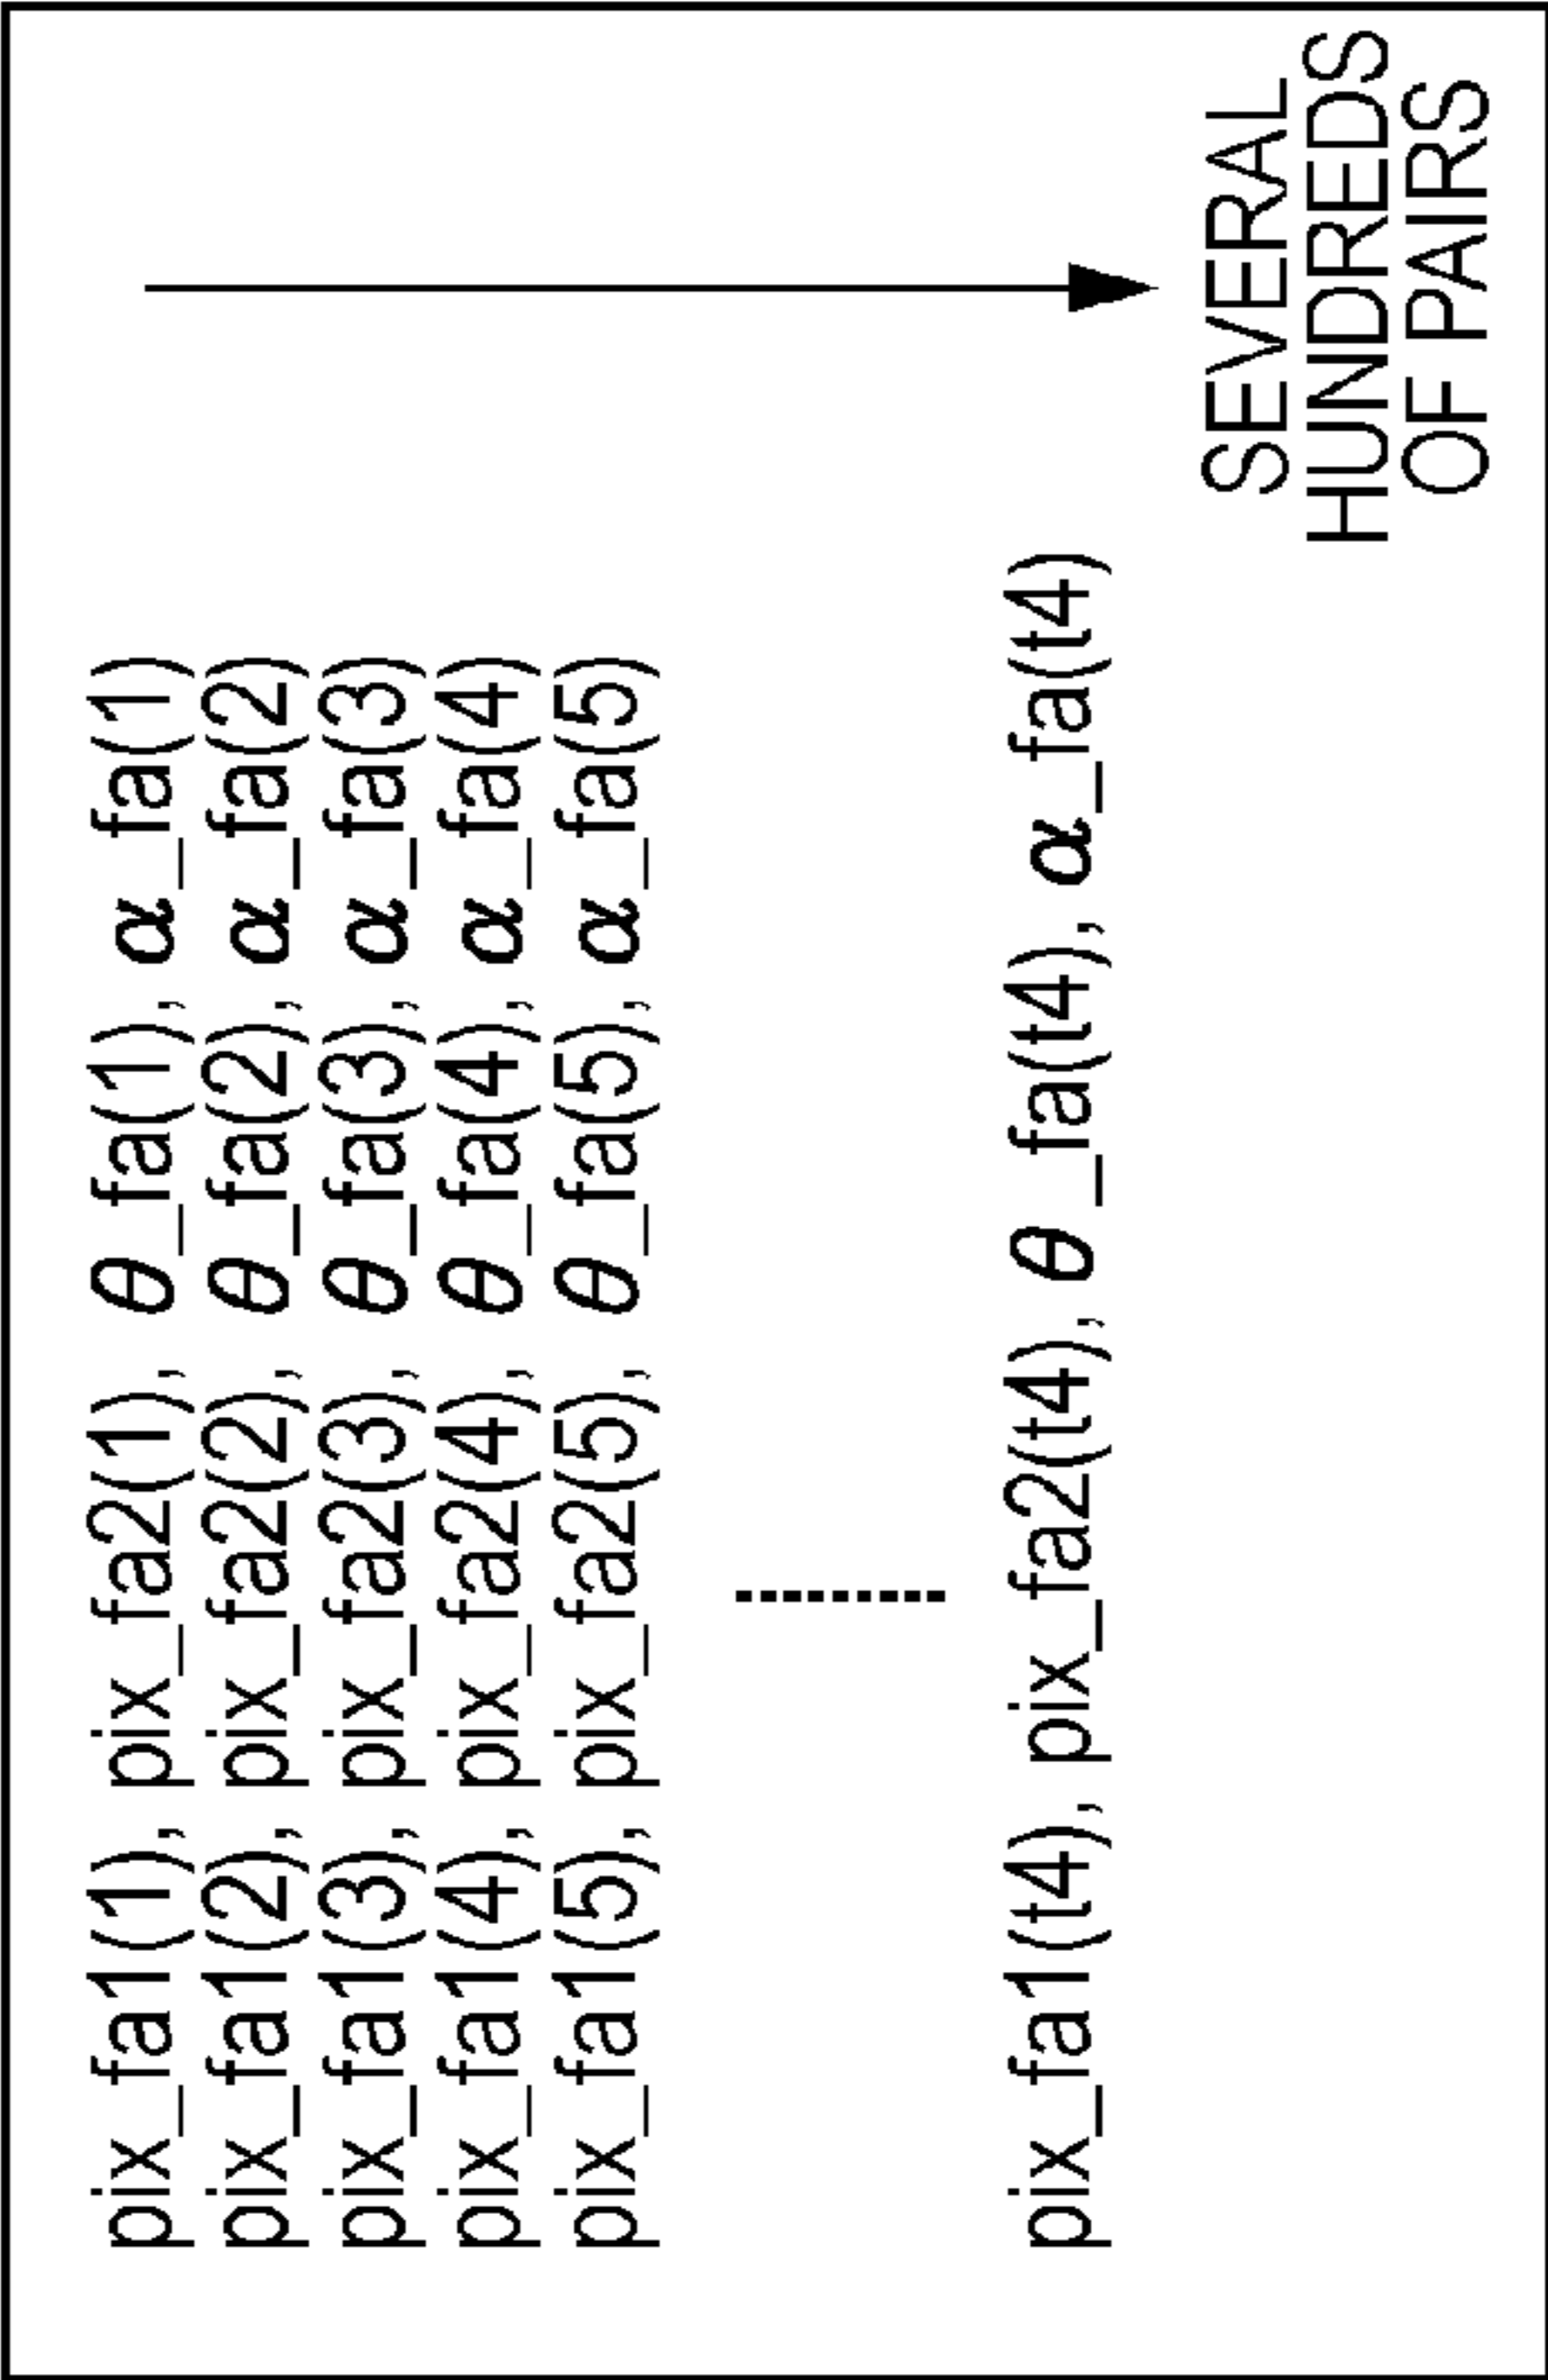 pix_fa1(1), pix_fa2(1), θ_fa(1), α_fa(1)
pix_fa1(2), pix_fa2(2), θ_fa(2), α_fa(2)
pix_fa1(3), pix_fa2(3), θ_fa(3), α_fa(3)
pix_fa1(4), pix_fa2(4), θ_fa(4), α_fa(4)
pix_fa1(5), pix_fa2(5), θ_fa(5), α_fa(5)
pix_fa1(t4), pix_fa2(t4), θ _fa(t4), α_fa(t4)
SEVERAL
HUNDREDS
OF PAIRS